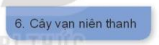 6. Cây vạn niên thanh